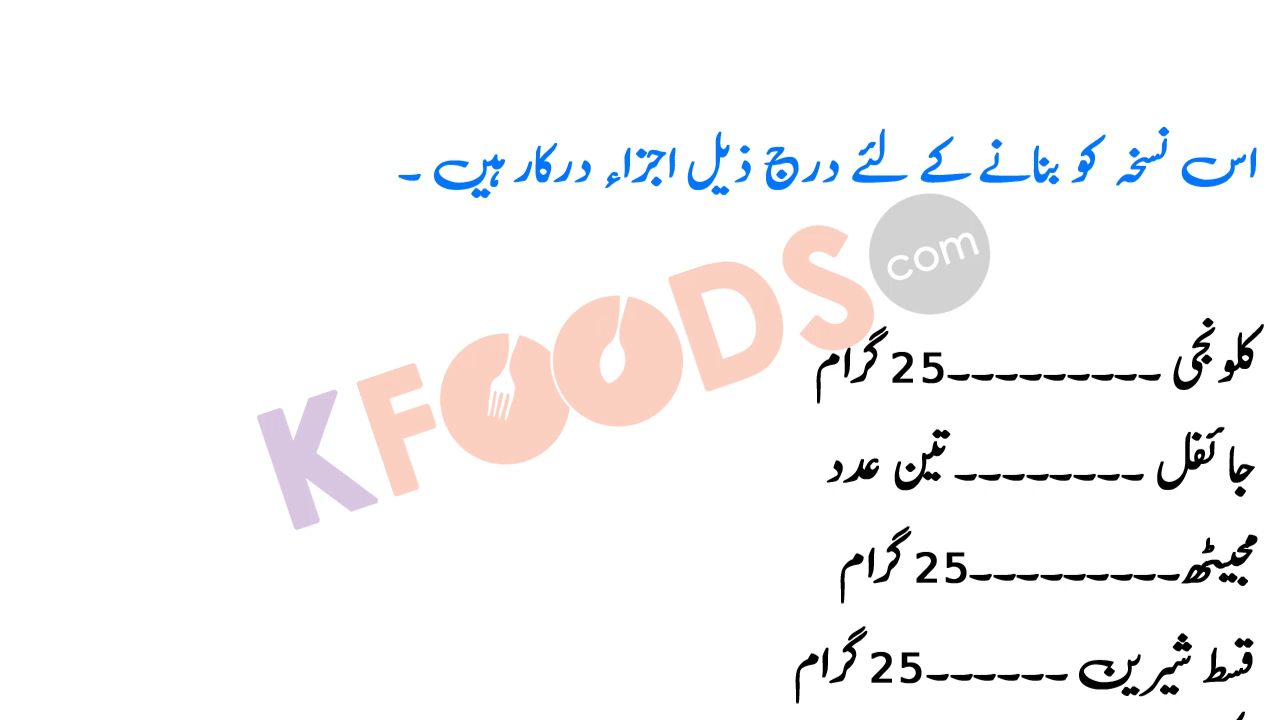 اس نسخہ کو بنانے کے لئے درج ذیل اجزاء درکار ہیں ۔
KFOODS com
کلونجی ۔۔۔۔۔۔۔۔۔25 گرام
جائفل ۔۔۔۔۔۔۔۔ تین عدد
مجیٹھ۔۔۔۔۔۔۔۔۔25 گرام
قسط شیرین ۔۔۔۔۔۔25 گرام